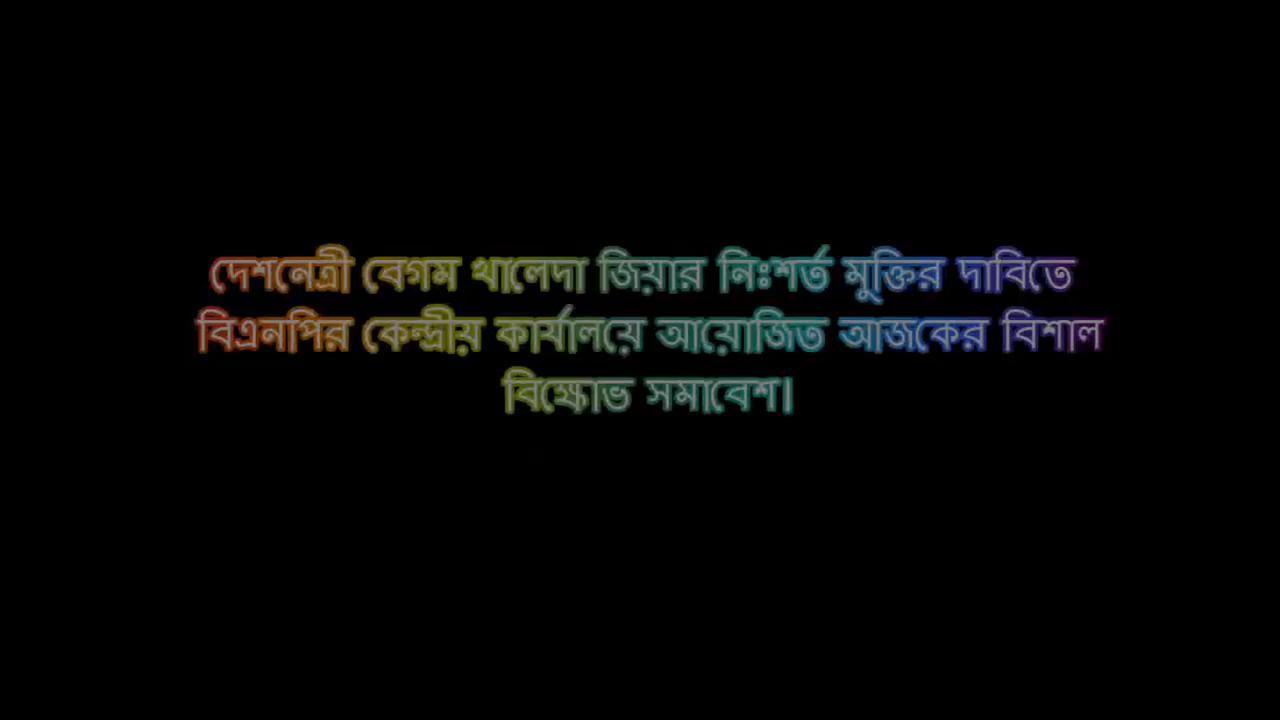 দেশনেত্রী বেগম খালেদা জিয়ার নিঃশর্ত মুক্তির দাবিতে
বিএনপির কেন্দ্রীয় কার্যালয়ে আয়োজিত আজকের বিশাল
বিক্ষোভ সমাবেশ।